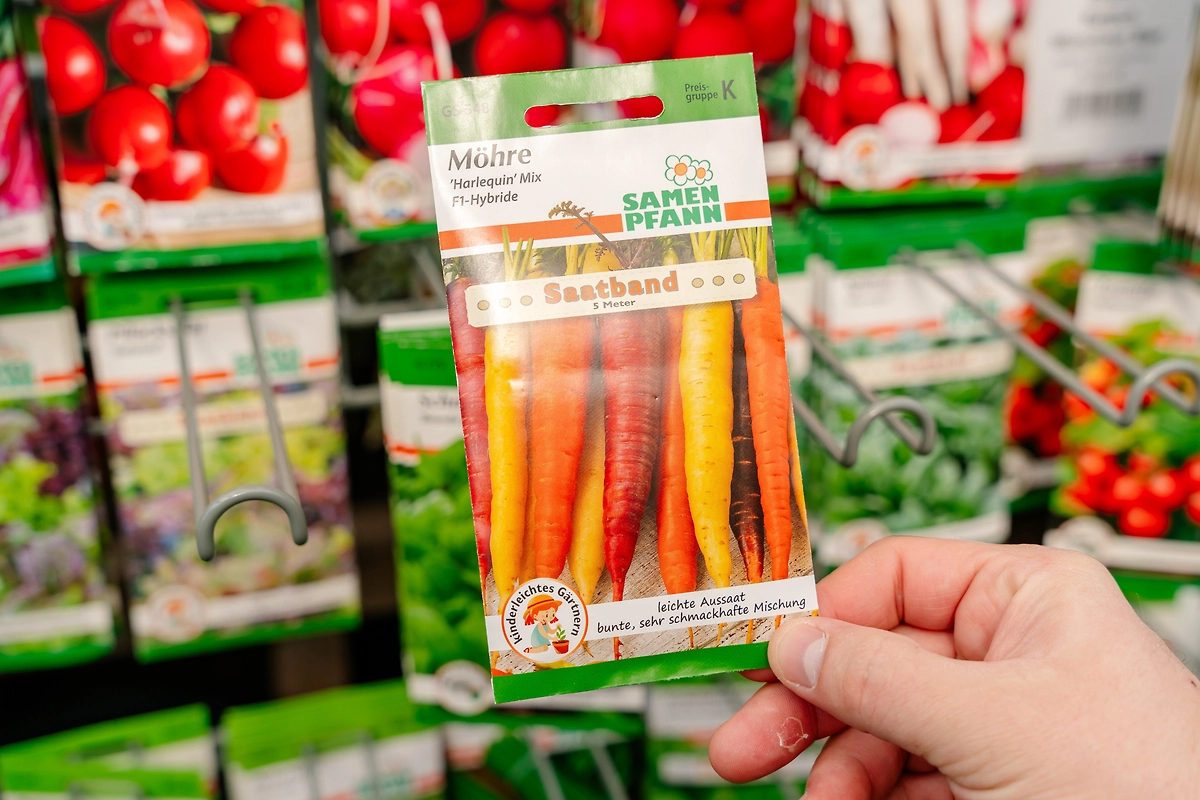 Preis-
gruppe K
Möhre
'Harlequin' Mix
F1-Hybride
SAMEN
PFANN
Saatband
5 Meter
kinderleichtes Gärtnern
leichte Aussaat
bunte, sehr schmackhafte Mischung